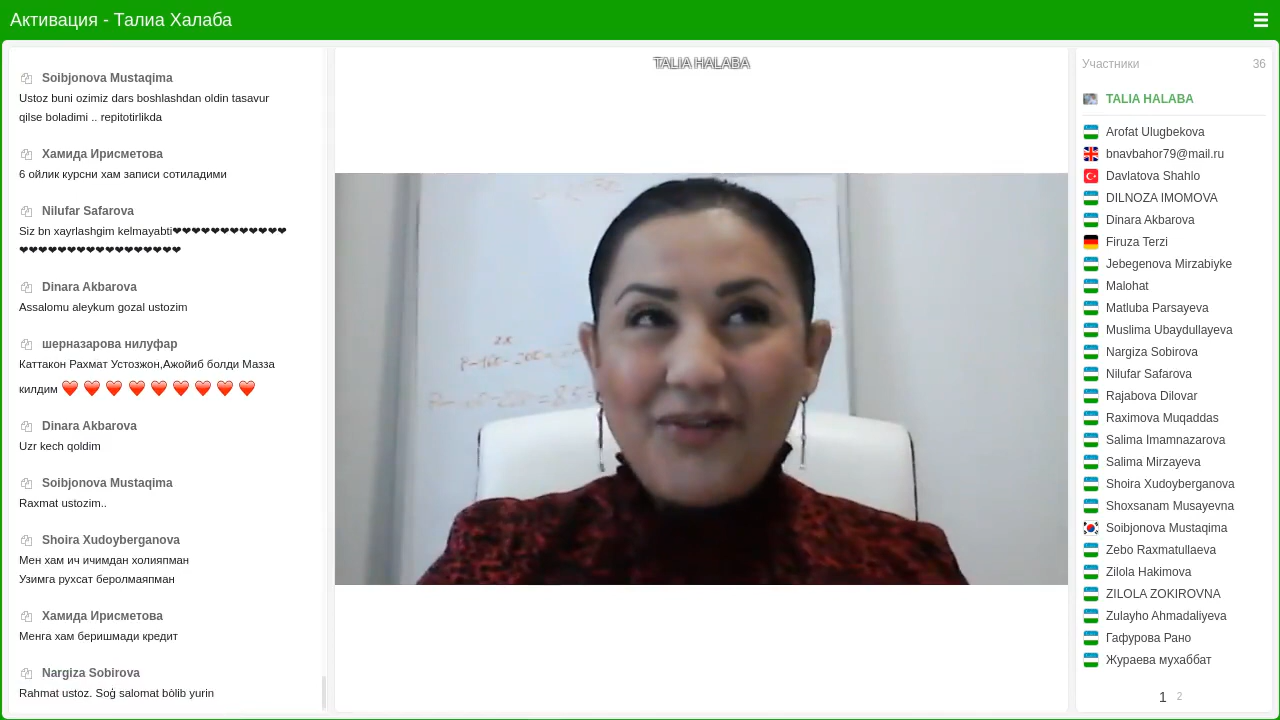 Активация - Талиа Халаба
Soibjonova Mustaqima
Ustoz buni ozimiz dars boshlashdan oldin tasavur
qilse boladimi .. repitotirlikda
Хамида Ирисметова
6 ойлик курсни хам записи сотиладими
Nilufar Safarova
Siz bn xayrlashgim kelmayabti❤❤❤❤❤❤❤❤❤❤❤❤
❤❤❤❤❤❤❤❤❤❤❤❤❤❤❤❤❤
Dinara Akbarova
Assalomu aleykum gozal ustozim
шерназарова нилуфар
Каттакон Рахмат Устозжон,Ажойиб болди Мазза
килдим ❤ ❤ ❤ ❤ ❤ ❤ ❤ ❤ ❤
Dinara Akbarova
Uzr kech qoldim
Soibjonova Mustaqima
Raxmat ustozim..
Shoira Xudoyberganova
Мен хам ич ичимдан холияпман
Узимга рухсат беролмаяпман
Хамида Ирисметова
Менга хам беришмади кредит
Nargiza Sobirova
Rahmat ustoz. Soġ salomat bòlib yurin
TALIA HALABA
Участники 36
TALIA HALABA
Arofat Ulugbekova
bnavbahor79@mail.ru
Davlatova Shahlo
DILNOZA IMOMOVA
Dinara Akbarova
Firuza Terzi
Jebegenova Mirzabiyke
Malohat
Matluba Parsayeva
Muslima Ubaydullayeva
Nargiza Sobirova
Nilufar Safarova
Rajabova Dilovar
Raximova Muqaddas
Salima Imamnazarova
Salima Mirzayeva
Shoira Xudoyberganova
Shoxsanam Musayevna
Soibjonova Mustaqima
Zebo Raxmatullaeva
Zilola Hakimova
ZILOLA ZOKIROVNA
Zulayho Ahmadaliyeva
Гафурова Рано
Жураева мухаббат
1 2